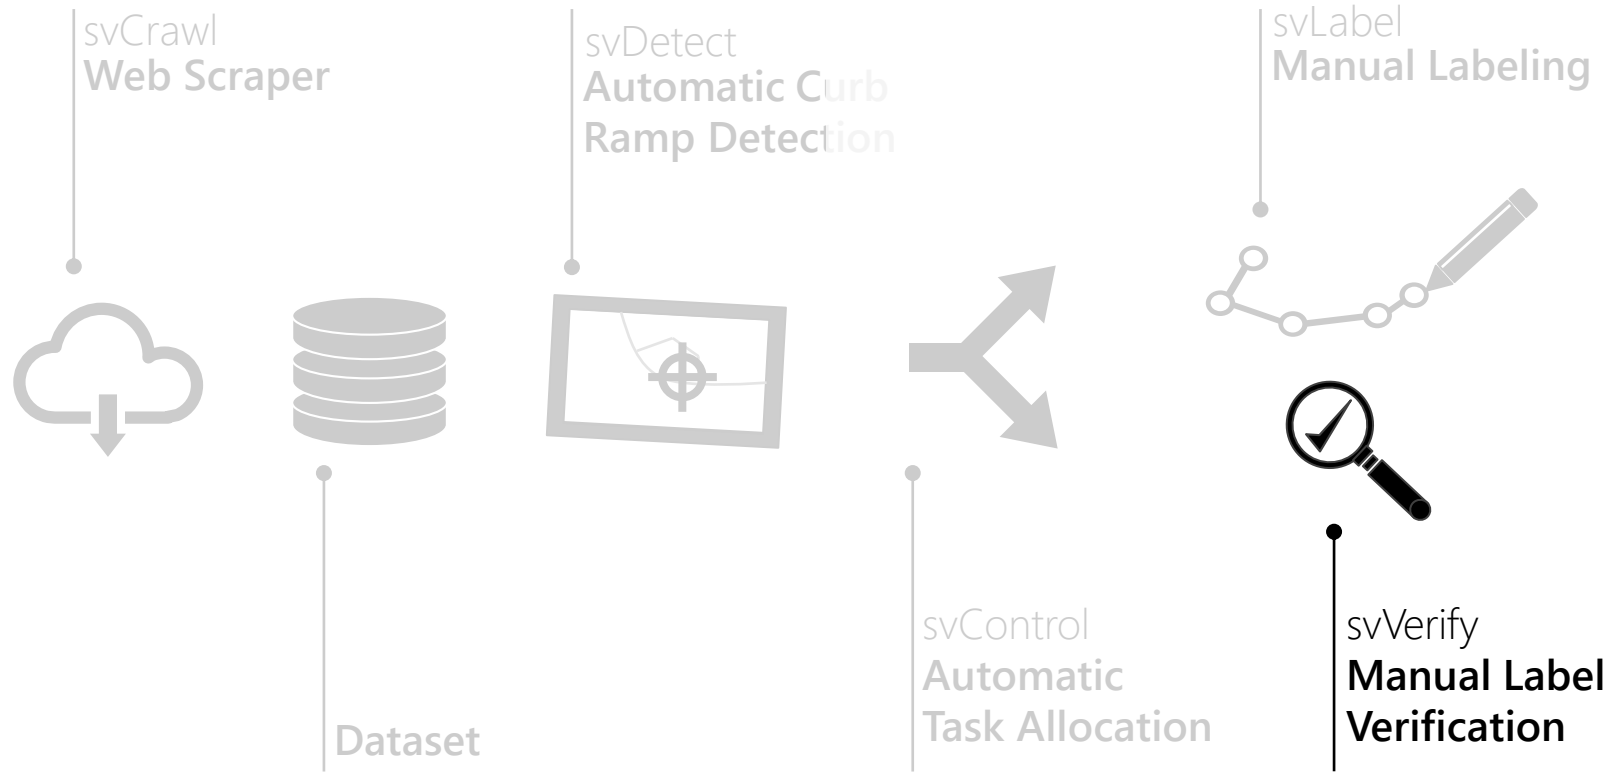 svCrawl
Web Scraper
svDetect
Automatic Curb
Ramp Detection
svLabel
Manual Labeling
Dataset
svControl
Automatic
Task Allocation
svVerify
Manual Label
Verification